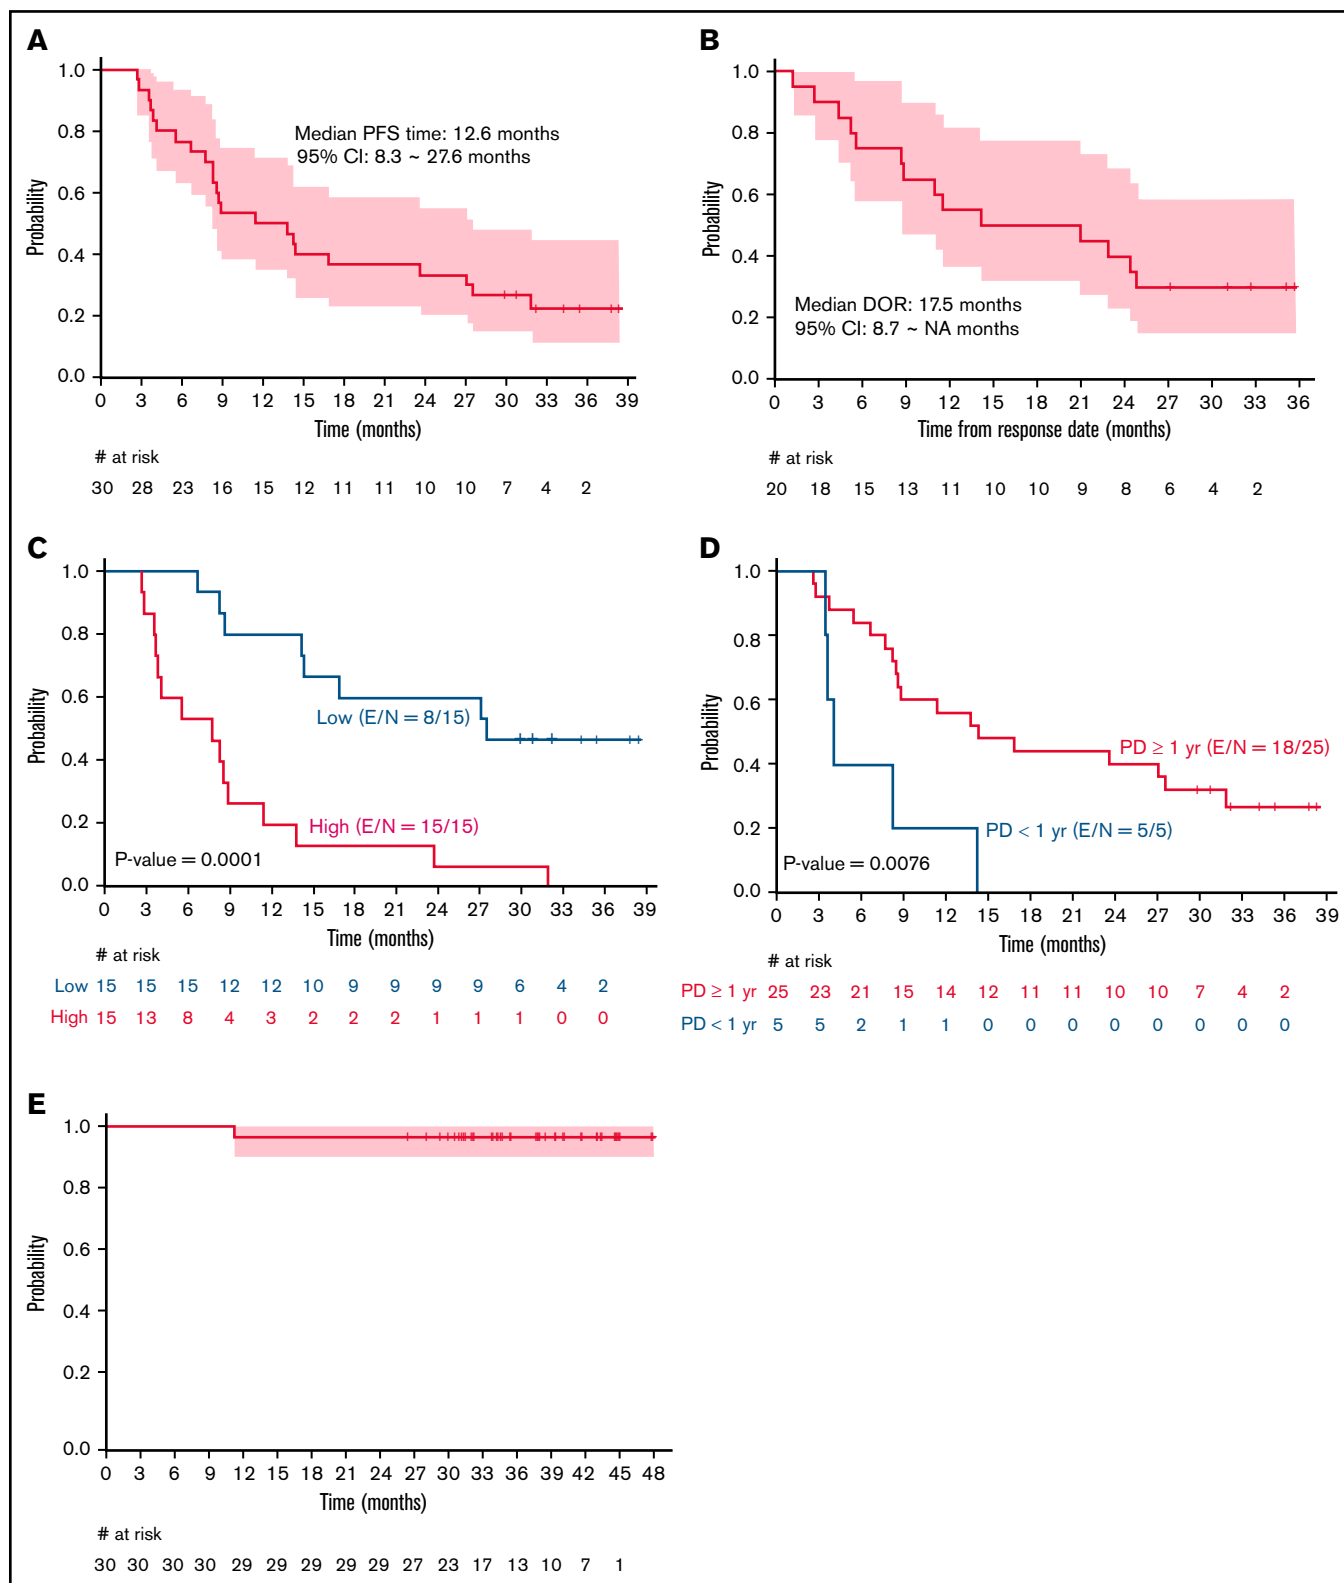 A
1.0
0.8
0.6
0.4
0.2
0.0
Probability
Median PFS time: 12.6 months
95% CI: 8.3 ~ 27.6 months
0 3 6 9 12 15 18 21 24 27 30 33 36 39
Time (months)
# at risk
30 28 23 16 15 12 11 11 10 10 7 4 2
B
1.0
0.8
0.6
0.4
0.2
0.0
Probability
Median DOR: 17.5 months
95% CI: 8.7 ~ NA months
0 3 6 9 12 15 18 21 24 27 30 33 36
Time from response date (months)
# at risk
20 18 15 13 11 10 10 9 8 6 4 2
C
1.0
0.8
0.6
0.4
0.2
0.0
Probability
Low (E/N = 8/15)
High (E/N = 15/15)
P-value = 0.0001
0 3 6 9 12 15 18 21 24 27 30 33 36 39
Time (months)
# at risk
Low 15 15 15 12 12 10 9 9 9 9 6 4 2
High 15 13 8 4 3 2 2 2 1 1 1 0 0
D
1.0
0.8
0.6
0.4
0.2
0.0
Probability
PD ≥ 1 yr (E/N = 18/25)
PD < 1 yr (E/N = 5/5)
P-value = 0.0076
0 3 6 9 12 15 18 21 24 27 30 33 36 39
Time (months)
# at risk
PD ≥ 1 yr 25 23 21 15 14 12 11 11 10 10 7 4 2
PD < 1 yr 5 5 2 1 1 0 0 0 0 0 0 0 0
E
1.0
0.8
0.6
0.4
0.2
0.0
Probability
0 3 6 9 12 15 18 21 24 27 30 33 36 39 42 45 48
Time (months)
# at risk
30 30 30 30 29 29 29 29 29 27 23 17 13 10 7 1